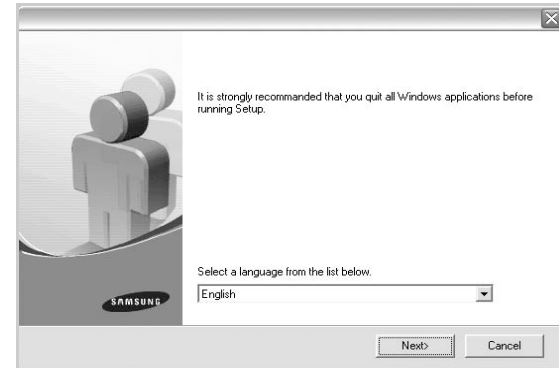 It is strongly recommanded that you quit all Windows applications before
running Setup.
Select a language from the list below.
English
SAMSUNG
Next>
Cancel